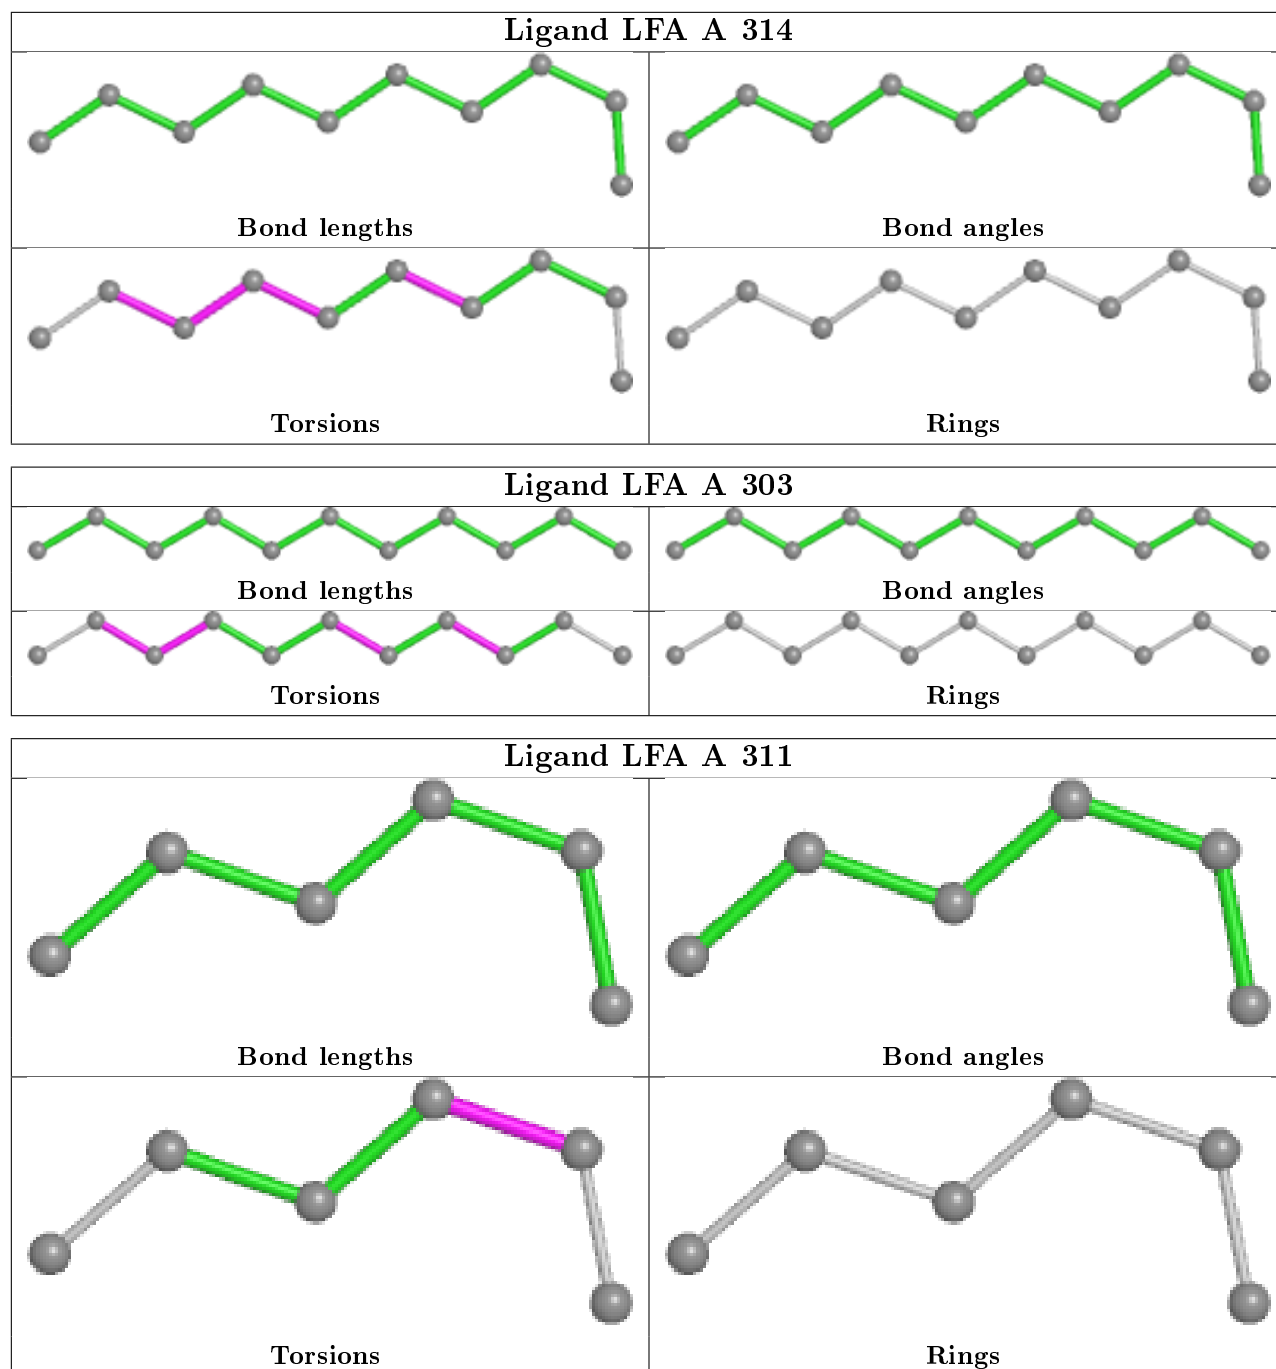 Ligand LFA A 314
Bond lengths
Bond angles
Torsions
Rings
Ligand LFA A 303
Bond lengths
Bond angles
Torsions
Rings
Ligand LFA A 311
Bond lengths
Bond angles
Torsions
Rings